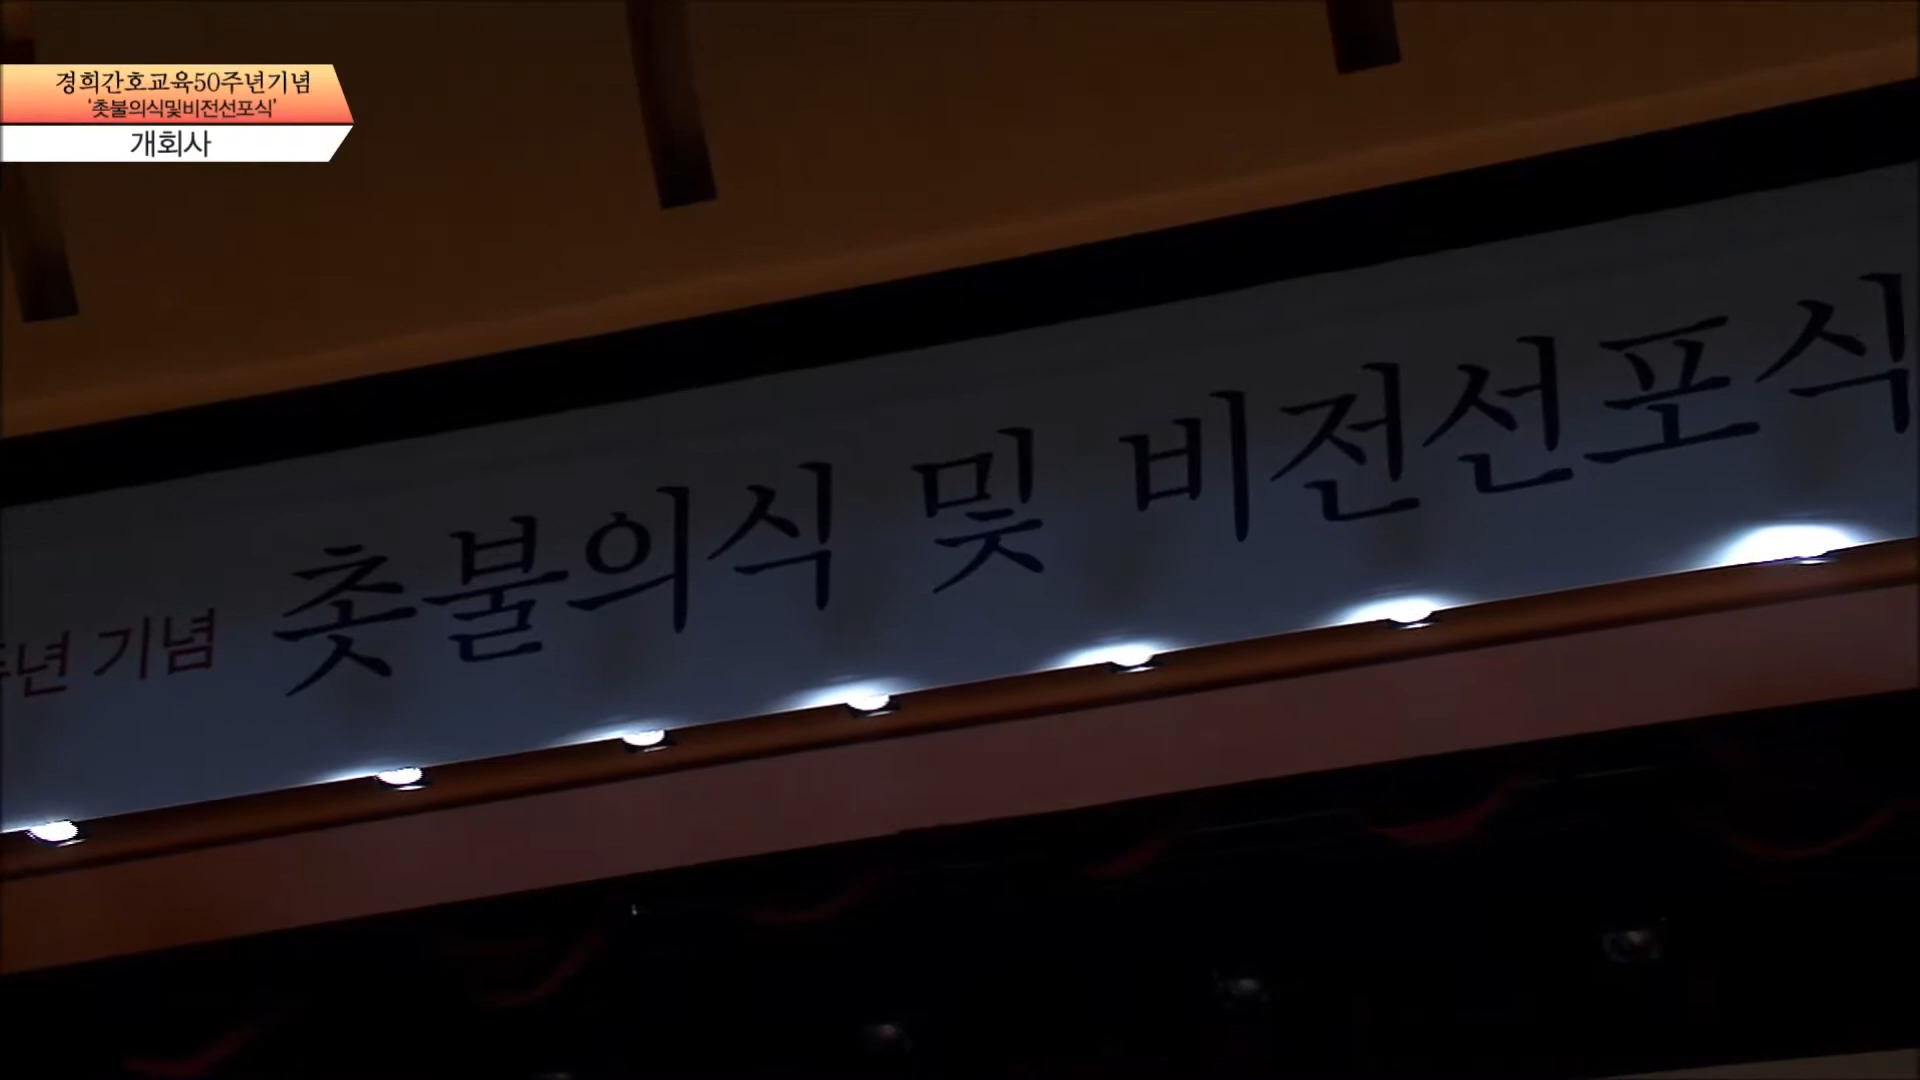 경희간호교육50주년기념
'촛불의식및비전선포식'
개회사
년 기념 촛불의식 및 비전선포식